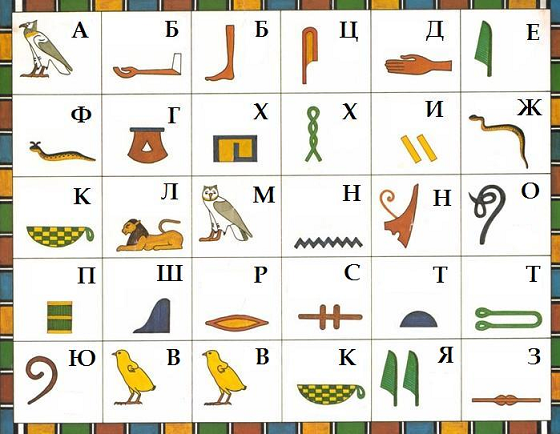 А Б Б Ц Д Е
Ф Г Х Х И Ж
К Л М Н Н О
П Ш Р С Т Т
Ю В В К Я З